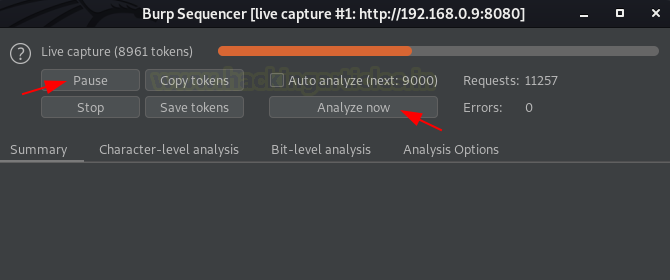 Burp Sequencer [live capture #1: http://192.168.0.9:8080]
? Live capture (8961 tokens)
Pause Copy tokens Auto analyze (next: 9000) Requests: 11257
Stop Save tokens Analyze now Errors: 0
Summary Character-level analysis Bit-level analysis Analysis Options